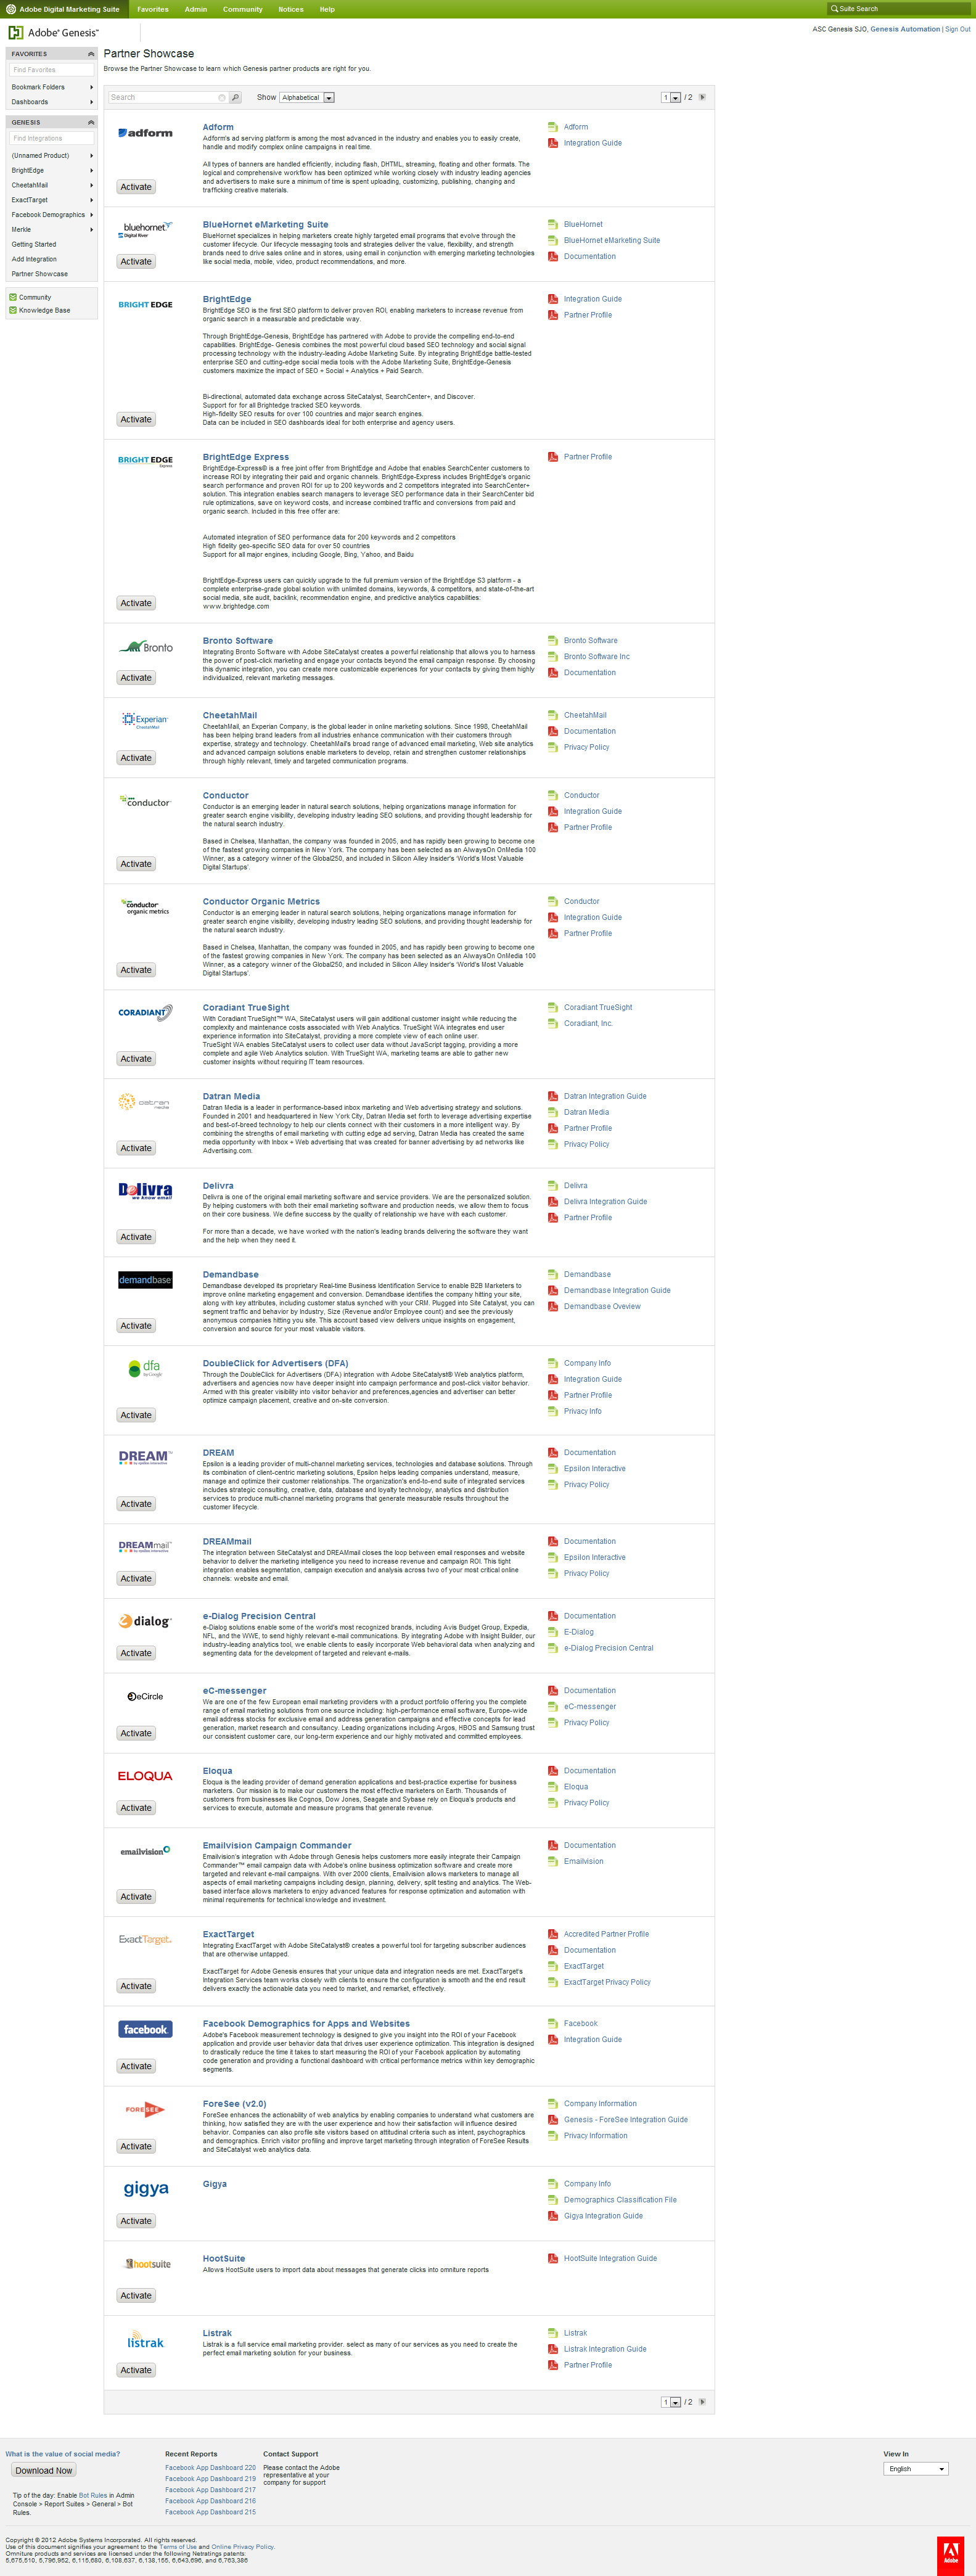 Adobe Digital Marketing Suite Favorites Admin Community Notices Help Suite Search
Adobe® Genesis™
ASC Genesis SJO, Genesis Automation | Sign Out
FAVORITES
Find Favorites
Bookmark Folders
Dashboards
GENESIS
Find Integrations
(Unnamed Product)
BrightEdge
CheetahMail
ExactTarget
Facebook Demographics
Merkle
Getting Started
Add Integration
Partner Showcase
Community
Knowledge Base
Partner Showcase
Browse the Partner Showcase to learn which Genesis partner products are right for you.
Search Show Alphabetical 1 / 2
adform
Activate
Adform
Adform's ad serving platform is among the most advanced in the industry and enables you to easily create,
handle and modify complex online campaigns in real time.
All types of banners are handled efficiently, including flash, DHTML, streaming, floating and other formats. The
logical and comprehensive workflow has been optimized while working closely with industry leading agencies
and advertisers to make sure a minimum of time is spent uploading, customizing, publishing, changing and
trafficking creative materials.
Adform
Integration Guide
bluehornet
Digital River
Activate
BlueHornet eMarketing Suite
BlueHornet specializes in helping marketers create highly targeted email programs that evolve through the
customer lifecycle. Our lifecycle messaging tools and strategies deliver the value, flexibility, and strength
brands need to drive sales online and in stores, using email in conjunction with emerging marketing technologies
like social media, mobile, video, product recommendations, and more.
BlueHornet
BlueHornet eMarketing Suite
Documentation
BRIGHT EDGE
Activate
BrightEdge
BrightEdge SEO is the first SEO platform to deliver proven ROI, enabling marketers to increase revenue from
organic search in a measurable and predictable way.
Through BrightEdge-Genesis, BrightEdge has partnered with Adobe to provide the compelling end-to-end
capabilities. BrightEdge- Genesis combines the most powerful cloud based SEO technology and social signal
processing technology with the industry-leading Adobe Marketing Suite. By integrating BrightEdge battle-tested
enterprise SEO and cutting-edge social media tools with the Adobe Marketing Suite, BrightEdge-Genesis
customers maximize the impact of SEO + Social + Analytics + Paid Search.
Bi-directional, automated data exchange across SiteCatalyst, SearchCenter+, and Discover.
Support for for all Brightedge tracked SEO keywords.
High-fidelity SEO results for over 100 countries and major search engines.
Data can be included in SEO dashboards ideal for both enterprise and agency users.
Integration Guide
Partner Profile
BRIGHT EDGE
Express
Activate
BrightEdge Express
BrightEdge-Express® is a free joint offer from BrightEdge and Adobe that enables SearchCenter customers to
increase ROI by integrating their paid and organic channels. BrightEdge-Express includes BrightEdge's organic
search performance and proven ROI for up to 200 keywords and 2 competitors integrated into SearchCenter+
solution. This integration enables search managers to leverage SEO performance data in their SearchCenter bid
rule optimizations, save on keyword costs, and increase combined traffic and conversions from paid and
organic search. Included in this free offer are:
Automated integration of SEO performance data for 200 keywords and 2 competitors
High fidelity geo-specific SEO data for over 50 countries
Support for all major engines, including Google, Bing, Yahoo, and Baidu
BrightEdge-Express users can quickly upgrade to the full premium version of the BrightEdge S3 platform - a
complete enterprise-grade global solution with unlimited domains, keywords, & competitors, and state-of-the-art
social media, site audit, backlink, recommendation engine, and predictive analytics capabilities:
www.brightedge.com
Partner Profile
Bronto
Activate
Bronto Software
Integrating Bronto Software with Adobe SiteCatalyst creates a powerful relationship that allows you to harness
the power of post-click marketing and engage your contacts beyond the email campaign response. By choosing
this dynamic integration, you can create more customizable experiences for your contacts by giving them highly
individualized, relevant marketing messages.
Bronto Software
Bronto Software Inc
Documentation
Experian
CheetahMail
Activate
CheetahMail
CheetahMail, an Experian Company, is the global leader in online marketing solutions. Since 1998, CheetahMail
has been helping brand leaders from all industries enhance communication with their customers through
expertise, strategy and technology. CheetahMail's broad range of advanced email marketing, Web site analytics
and advanced campaign solutions enable marketers to develop, retain and strengthen customer relationships
through highly relevant, timely and targeted communication programs.
CheetahMail
Documentation
Privacy Policy
conductor
Activate
Conductor
Conductor is an emerging leader in natural search solutions, helping organizations manage information for
greater search engine visibility, developing industry leading SEO solutions, and providing thought leadership for
the natural search industry.
Based in Chelsea, Manhattan, the company was founded in 2005, and has rapidly been growing to become one
of the fastest growing companies in New York. The company has been selected as an AlwaysOn OnMedia 100
Winner, as a category winner of the Global250, and included in Silicon Alley Insider's 'World's Most Valuable
Digital Startups'.
Conductor
Integration Guide
Partner Profile
conductor
organic metrics
Activate
Conductor Organic Metrics
Conductor is an emerging leader in natural search solutions, helping organizations manage information for
greater search engine visibility, developing industry leading SEO solutions, and providing thought leadership for
the natural search industry.
Based in Chelsea, Manhattan, the company was founded in 2005, and has rapidly been growing to become one
of the fastest growing companies in New York. The company has been selected as an AlwaysOn OnMedia 100
Winner, as a category winner of the Global250, and included in Silicon Alley Insider's 'World's Most Valuable
Digital Startups'.
Conductor
Integration Guide
Partner Profile
CORADIANT
Activate
Coradiant TrueSight
With Coradiant TrueSight™ WA, SiteCatalyst users will gain additional customer insight while reducing the
complexity and maintenance costs associated with Web Analytics. TrueSight WA integrates end user
experience information into SiteCatalyst, providing a more complete view of each online user.
TrueSight WA enables SiteCatalyst users to collect user data without JavaScript tagging, providing a more
complete and agile Web Analytics solution. With TrueSight WA, marketing teams are able to gather new
customer insights without requiring IT team resources.
Coradiant TrueSight
Coradiant, Inc.
datran
media
Activate
Datran Media
Datran Media is a leader in performance-based inbox marketing and Web advertising strategy and solutions.
Founded in 2001 and headquartered in New York City, Datran Media set forth to leverage advertising expertise
and best-of-breed technology to help our clients connect with their customers in a more intelligent way. By
combining the strengths of email marketing with cutting edge ad serving, Datran Media has created the same
media opportunity with Inbox + Web advertising that was created for banner advertising by ad networks like
Advertising.com.
Datran Integration Guide
Datran Media
Partner Profile
Privacy Policy
Delivra
we know email
Activate
Delivra
Delivra is one of the original email marketing software and service providers. We are the personalized solution.
By helping customers with both their email marketing software and production needs, we allow them to focus
on their core business. We define success by the quality of relationship we have with each customer.
For more than a decade, we have worked with the nation's leading brands delivering the software they want
and the help when they need it.
Delivra
Delivra Integration Guide
Partner Profile
demandbase
Activate
Demandbase
Demandbase developed its proprietary Real-time Business Identification Service to enable B2B Marketers to
improve online marketing engagement and conversion. Demandbase identifies the company hitting your site,
along with key attributes, including customer status synched with your CRM. Plugged into Site Catalyst, you can
segment traffic and behavior by Industry, Size (Revenue and/or Employee count) and see the previously
anonymous companies hitting you site. This account based view delivers unique insights on engagement,
conversion and source for your most valuable visitors.
Demandbase
Demandbase Integration Guide
Demandbase Oveview
dfa
by Google
Activate
DoubleClick for Advertisers (DFA)
Through the DoubleClick for Advertisers (DFA) integration with Adobe SiteCatalyst® Web analytics platform,
advertisers and agencies now have deeper insight into campaign performance and post-click visitor behavior.
Armed with this greater visibility into visitor behavior and preferences,agencies and advertiser can better
optimize campaign placement, creative and on-site conversion.
Company Info
Integration Guide
Partner Profile
Privacy Info
DREAM™
Activate
DREAM
Epsilon is a leading provider of multi-channel marketing services, technologies and database solutions. Through
its combination of client-centric marketing solutions, Epsilon helps leading companies understand, measure,
manage and optimize their customer relationships. The organization's end-to-end suite of integrated services
includes strategic consulting, creative, data, database and loyalty technology, analytics and distribution
services to produce multi-channel marketing programs that generate measurable results throughout the
customer lifecycle.
Documentation
Epsilon Interactive
Privacy Policy
DREAMmail™
Activate
DREAMmail
The integration between SiteCatalyst and DREAMmail closes the loop between email responses and website
behavior to deliver the marketing intelligence you need to increase revenue and campaign ROI. This tight
integration enables segmentation, campaign execution and analysis across two of your most critical online
channels: website and email.
Documentation
Epsilon Interactive
Privacy Policy
dialog
Activate
e-Dialog Precision Central
e-Dialog solutions enable some of the world's most recognized brands, including Avis Budget Group, Expedia,
NFL, and the WWE, to send highly relevant e-mail communications. By integrating Adobe with Insight Builder, our
industry-leading analytics tool, we enable clients to easily incorporate Web behavioral data when analyzing and
segmenting data for the development of targeted and relevant e-mails.
Documentation
E-Dialog
e-Dialog Precision Central
eCircle
Activate
eC-messenger
We are one of the few European email marketing providers with a product portfolio offering you the complete
range of email marketing solutions from one source including: high-performance email software, Europe-wide
email address stocks for exclusive email and address generation campaigns and effective concepts for lead
generation, market research and consultancy. Leading organizations including Argos, HBOS and Samsung trust
our consistent customer care, our long-term experience and our highly motivated and committed employees.
Documentation
eC-messenger
Privacy Policy
ELOQUA
Activate
Eloqua
Eloqua is the leading provider of demand generation applications and best-practice expertise for business
marketers. Our mission is to make our customers the most effective marketers on Earth. Thousands of
customers from businesses like Cognos, Dow Jones, Seagate and Sybase rely on Eloqua's products and
services to execute, automate and measure programs that generate revenue.
Documentation
Eloqua
Privacy Policy
emailvision
Activate
Emailvision Campaign Commander
Emailvision's integration with Adobe through Genesis helps customers more easily integrate their Campaign
Commander™ email campaign data with Adobe's online business optimization software and create more
targeted and relevant e-mail campaigns. With over 2000 clients, Emailvision allows marketers to manage all
aspects of email marketing campaigns including design, planning, delivery, split testing and analytics. The Web-
based interface allows marketers to enjoy advanced features for response optimization and automation with
minimal requirements for technical knowledge and investment.
Documentation
Emailvision
ExactTarget
Activate
ExactTarget
Integrating ExactTarget with Adobe SiteCatalyst® creates a powerful tool for targeting subscriber audiences
that are otherwise untapped.
ExactTarget for Adobe Genesis ensures that your unique data and integration needs are met. ExactTarget's
Integration Services team works closely with clients to ensure the configuration is smooth and the end result
delivers exactly the actionable data you need to market, and remarket, effectively.
Accredited Partner Profile
Documentation
ExactTarget
ExactTarget Privacy Policy
facebook
Activate
Facebook Demographics for Apps and Websites
Adobe's Facebook measurement technology is designed to give you insight into the ROI of your Facebook
application and provide user behavior data that drives user experience optimization. This integration is designed
to drastically reduce the time it takes to start measuring the ROI of your Facebook application by automating
code generation and providing a functional dashboard with critical performance metrics within key demographic
segments.
Facebook
Integration Guide
FORESEE
Activate
ForeSee (v2.0)
ForeSee enhances the actionability of web analytics by enabling companies to understand what customers are
thinking, how satisfied they are with the user experience and how their satisfaction will influence desired
behavior. Companies can also profile site visitors based on attitudinal criteria such as intent, psychographics
and demographics. Enrich visitor profiling and improve target marketing through integration of ForeSee Results
and SiteCatalyst web analytics data.
Company Information
Genesis - ForeSee Integration Guide
Privacy Information
gigya
Activate
Gigya
Company Info
Demographics Classification File
Gigya Integration Guide
hootsuite
Activate
HootSuite
Allows HootSuite users to import data about messages that generate clicks into omniture reports
HootSuite Integration Guide
listrak
Activate
Listrak
Listrak is a full service email marketing provider. select as many of our services as you need to create the
perfect email marketing solution for your business.
Listrak
Listrak Integration Guide
Partner Profile
1 / 2
What is the value of social media?
Download Now
Tip of the day: Enable Bot Rules in Admin
Console > Report Suites > General > Bot
Rules.
Recent Reports
Facebook App Dashboard 220
Facebook App Dashboard 219
Facebook App Dashboard 217
Facebook App Dashboard 216
Facebook App Dashboard 215
Contact Support
Please contact the Adobe
representative at your
company for support
View In
English
Copyright © 2012 Adobe Systems Incorporated. All rights reserved.
Use of this document signifies your agreement to the Terms of Use and Online Privacy Policy.
Omniture products and services are licensed under the following Netratings patents:
5,675,510, 5,796,952, 6,115,680, 6,108,637, 6,138,155, 6,643,696, and 6,763,386
Adobe